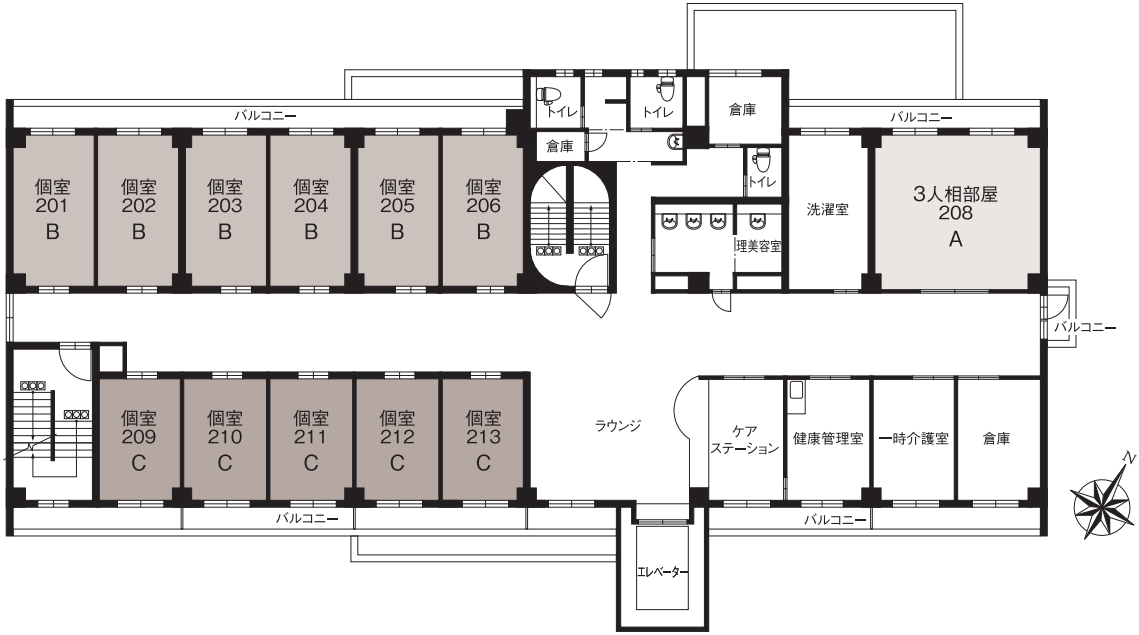 バルコニー
トイレ
トイレ
倉庫
バルコニー
倉庫
トイレ
個室
201
B
個室
202
B
個室
203
B
個室
204
B
個室
205
B
個室
206
B
洗濯室
3人相部屋
208
A
理美容室
バルコニー
個室
209
C
個室
210
C
個室
211
C
個室
212
C
個室
213
C
ラウンジ
ケア
ステーション
健康管理室
一時介護室
倉庫
N
バルコニー
バルコニー
エレベーター